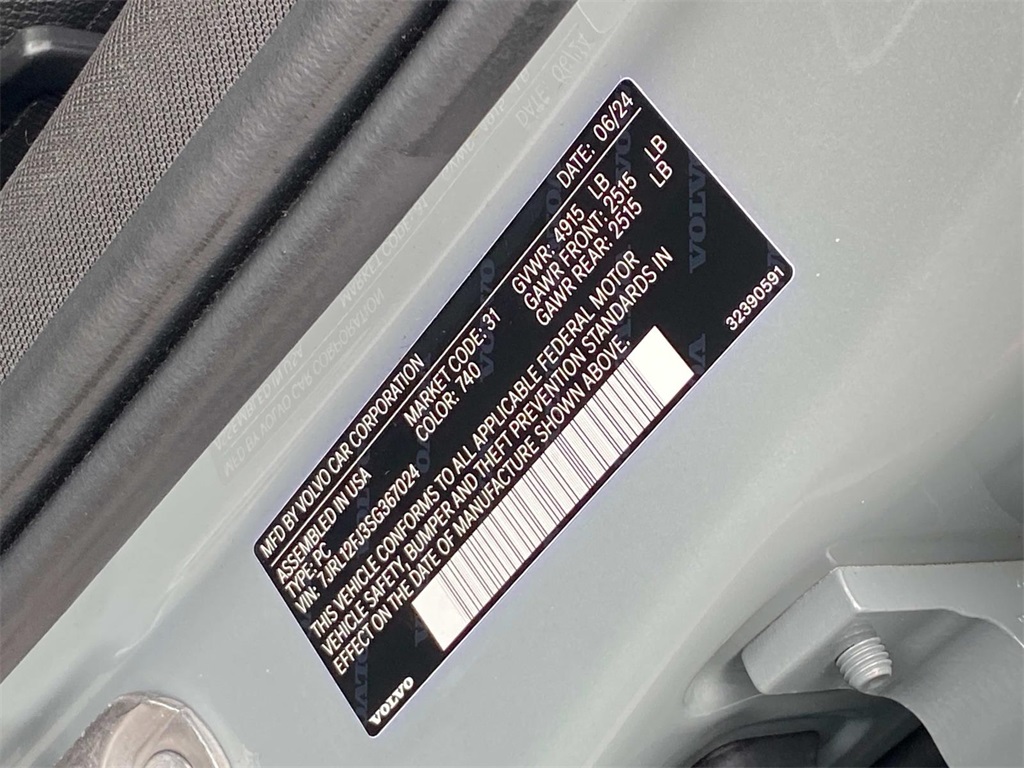 MFD BY VOLVO CAR CORPORATION DATE: 06/24
ASSEMBLED IN USA
TYPE: PC MARKET CODE: 31 GVWR: 4915 LB
VIN: 7JRL12FJ3SG367024 COLOR: 740 GAWR FRONT: 2515 LB
GAWR REAR: 2515 LB
THIS VEHICLE CONFORMS TO ALL APPLICABLE FEDERAL MOTOR
VEHICLE SAFETY, BUMPER AND THEFT PREVENTION STANDARDS IN
EFFECT ON THE DATE OF MANUFACTURE SHOWN ABOVE.
VOLVO
32390591